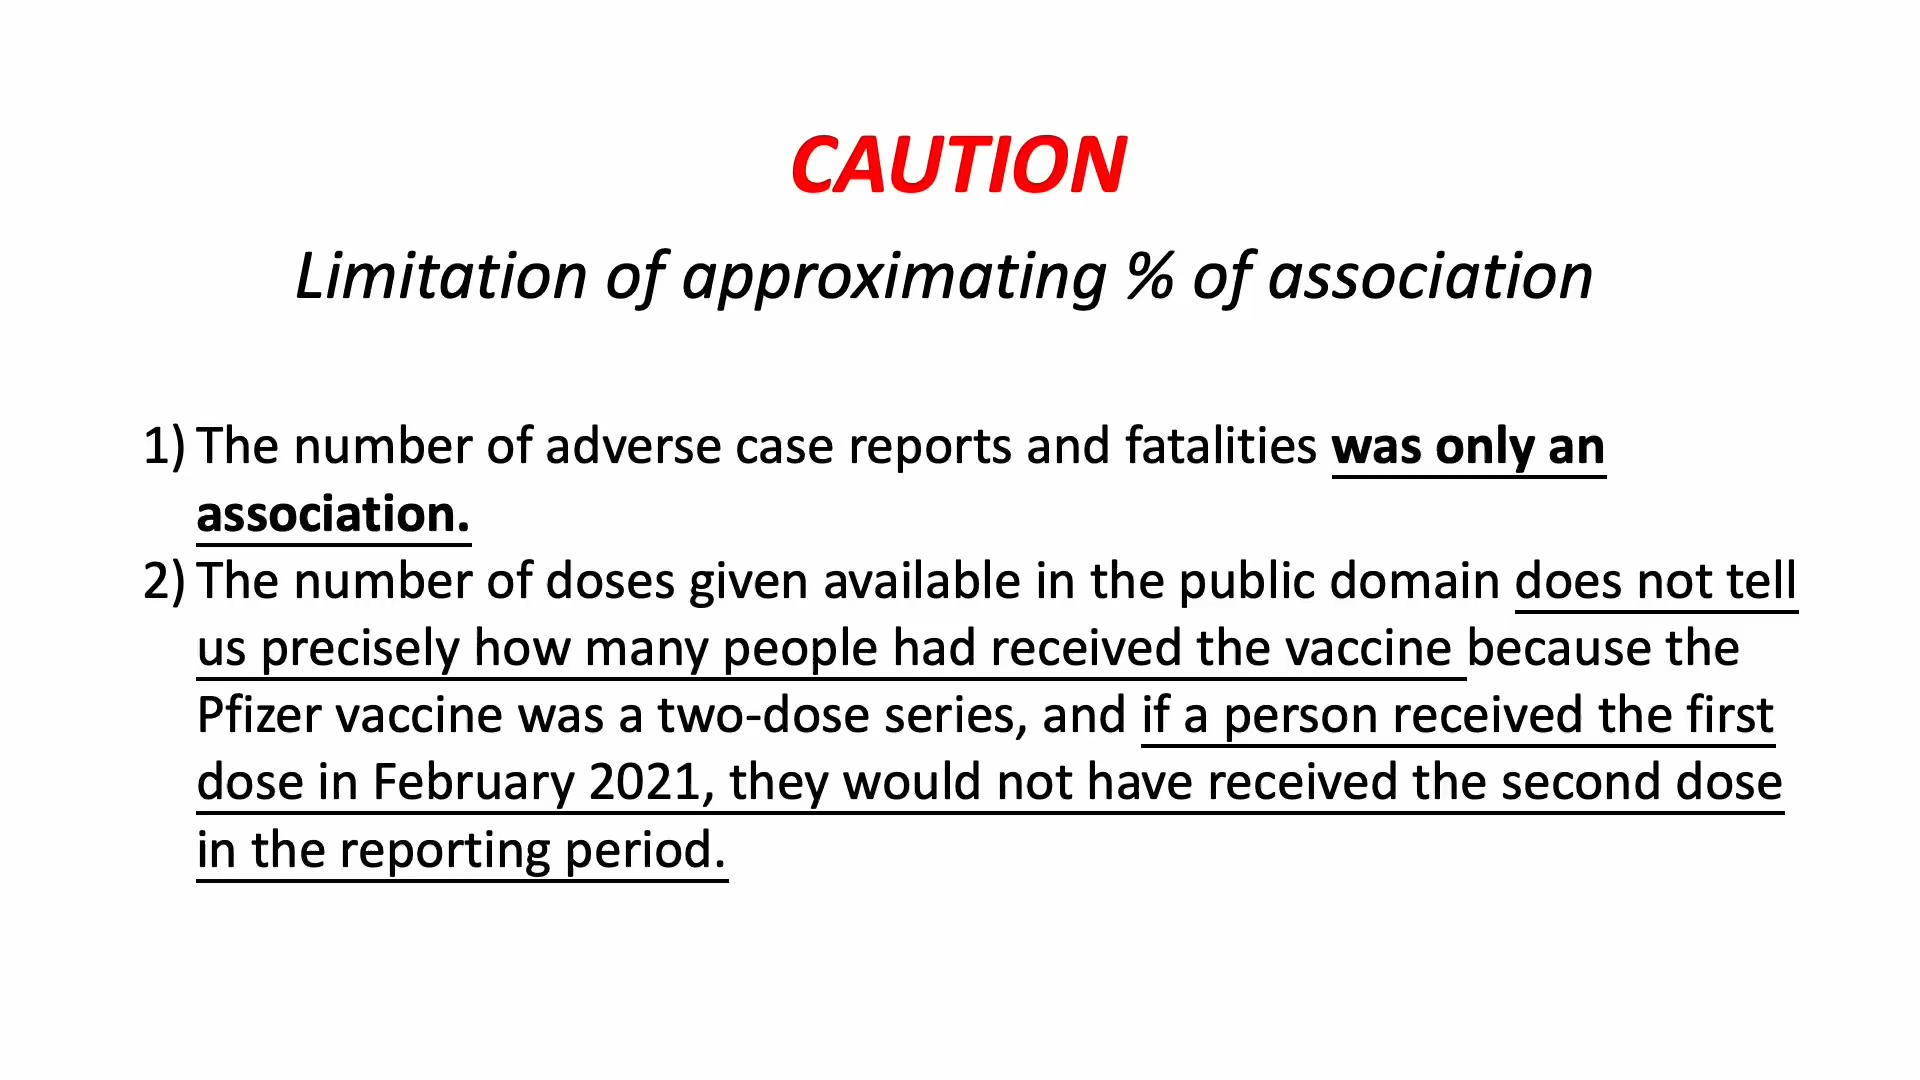 CAUTION
Limitation of approximating % of association
1) The number of adverse case reports and fatalities was only an
association.
2) The number of doses given available in the public domain does not tell
us precisely how many people had received the vaccine because the
Pfizer vaccine was a two-dose series, and if a person received the first
dose in February 2021, they would not have received the second dose
in the reporting period.